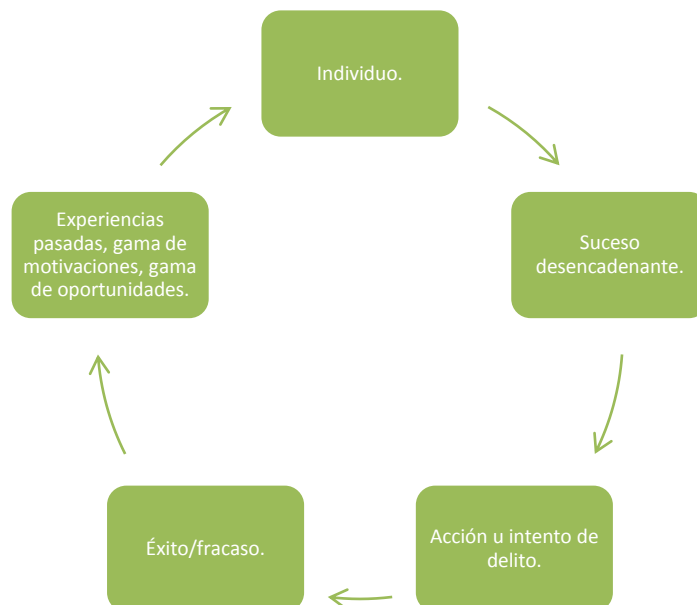 Individuo.
Suceso
desencadenante.
Acción u intento de
delito.
Éxito/fracaso.
Experiencias
pasadas, gama de
motivaciones, gama
de oportunidades.